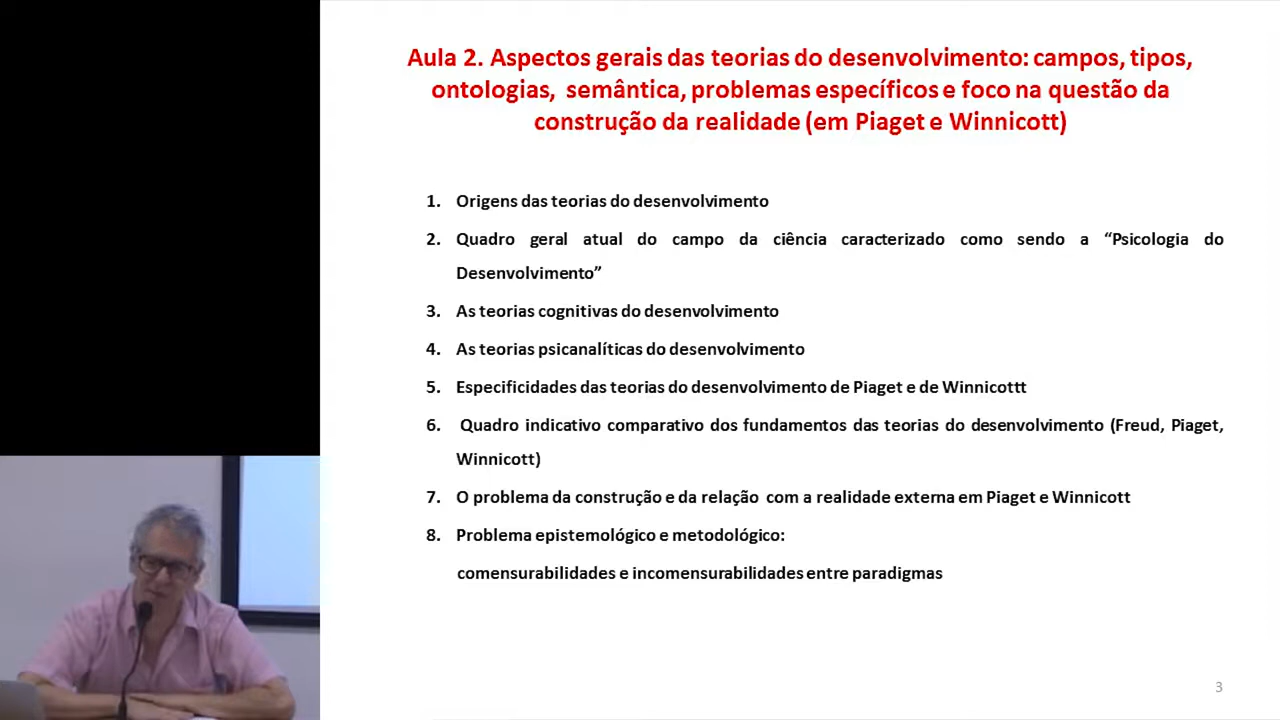 Aula 2. Aspectos gerais das teorias do desenvolvimento: campos, tipos,
ontologias, semântica, problemas específicos e foco na questão da
construção da realidade (em Piaget e Winnicott)
1. Origens das teorias do desenvolvimento
2. Quadro geral atual do campo da ciência caracterizado como sendo a “Psicologia do
Desenvolvimento”
3. As teorias cognitivas do desenvolvimento
4. As teorias psicanalíticas do desenvolvimento
5. Especificidades das teorias do desenvolvimento de Piaget e de Winnicottt
6. Quadro indicativo comparativo dos fundamentos das teorias do desenvolvimento (Freud, Piaget,
Winnicott)
7. O problema da construção e da relação com a realidade externa em Piaget e Winnicott
8. Problema epistemológico e metodológico:
comensurabilidades e incomensurabilidades entre paradigmas
3